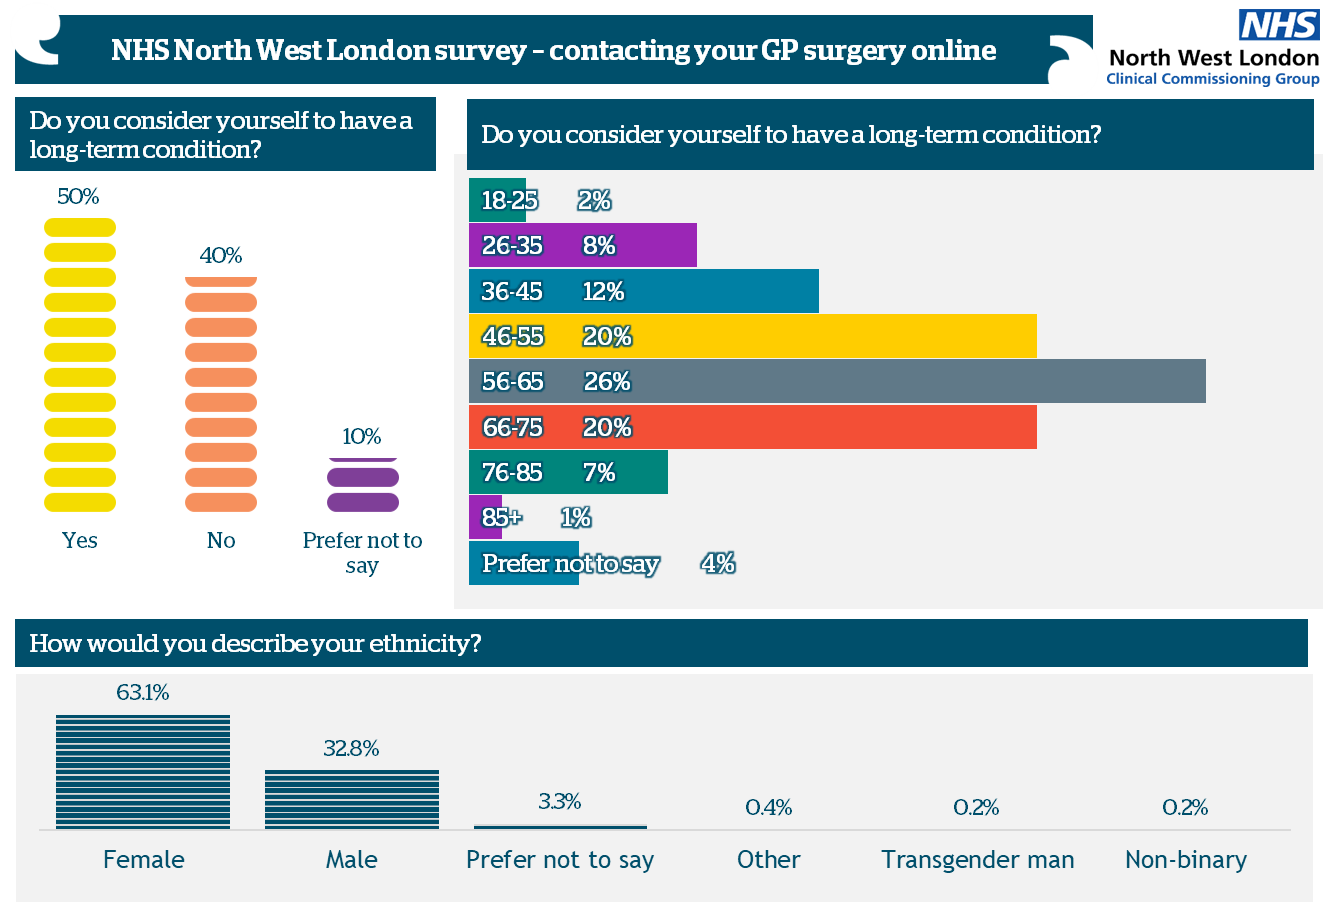 NHS North West London survey – contacting your GP surgery online
NHS
North West London
Clinical Commissioning Group
Do you consider yourself to have a
long-term condition?
50%
40%
10%
Yes
No
Prefer not to
say
Do you consider yourself to have a long-term condition?
18-25 2%
26-35 8%
36-45 12%
46-55 20%
56-65 26%
66-75 20%
76-85 7%
85+ 1%
Prefer not to say 4%
How would you describe your ethnicity?
63.1%
32.8%
3.3%
0.4%
0.2%
0.2%
Female
Male
Prefer not to say
Other
Transgender man
Non-binary